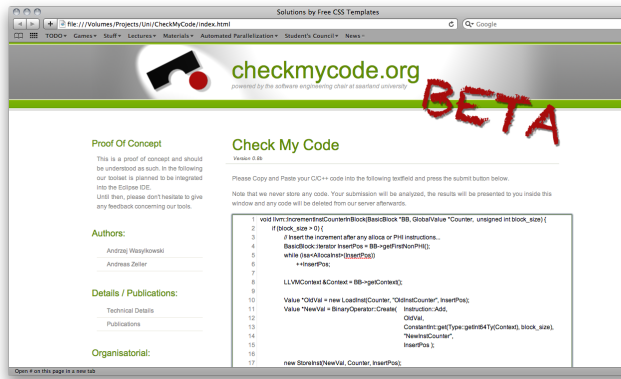 Solutions by Free CSS Templates
file:///Volumes/Projects/Uni/CheckMyCode/index.html
Google
TODO Games Stuff Lectures Materials Automated Parallelization Student's Council News
checkmycode.org
powered by the software engineering chair at saarland university
BETA
Proof Of Concept
This is a proof of concept and should
be understood as such. In the following
our toolset is planned to be integrated
into the Eclipse IDE.
Until then, please don't hesitate to give
any feedback concerning our tools.
Authors:
Andrzej Wasylkowski
Andreas Zeller
Details / Publications:
Technical Details
Publications
Organisatorial:
Check My Code
Version 0.8b
Please Copy and Paste your C/C++ code into the following textfield and press the submit button below.
Note that we never store any code. Your submission will be analyzed, the results will be presented to you inside this
window and any code will be deleted from our server afterwards.
1 void llvm::IncrementInstCounterInBlock(BasicBlock *BB, GlobalValue *Counter, unsigned int block_size) {
2 if (block_size > 0) {
3 // Insert the increment after any alloca or PHI instructions...
4 BasicBlock::iterator InsertPos = BB->getFirstNonPHI();
5 while (isa<AllocaInst>(InsertPos))
6 ++InsertPos;
7
8 LLVMContext &Context = BB->getContext();
9
10 Value *OldVal = new LoadInst(Counter, "OldInstCounter", InsertPos);
11 Value *NewVal = BinaryOperator::Create( Instruction::Add,
12 OldVal,
13 ConstantInt::get(Type::getInt64Ty(Context), block_size),
14 "NewInstCounter",
15 InsertPos );
16
17 new StoreInst(NewVal, Counter, InsertPos);
Open # on this page in a new tab